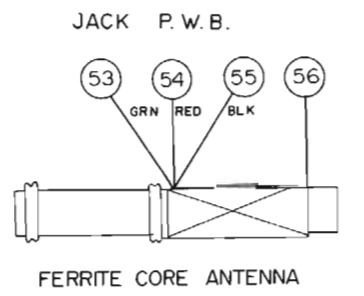 JACK P. W. B.
53 54 55 56
GRN RED BLK
FERRITE CORE ANTENNA